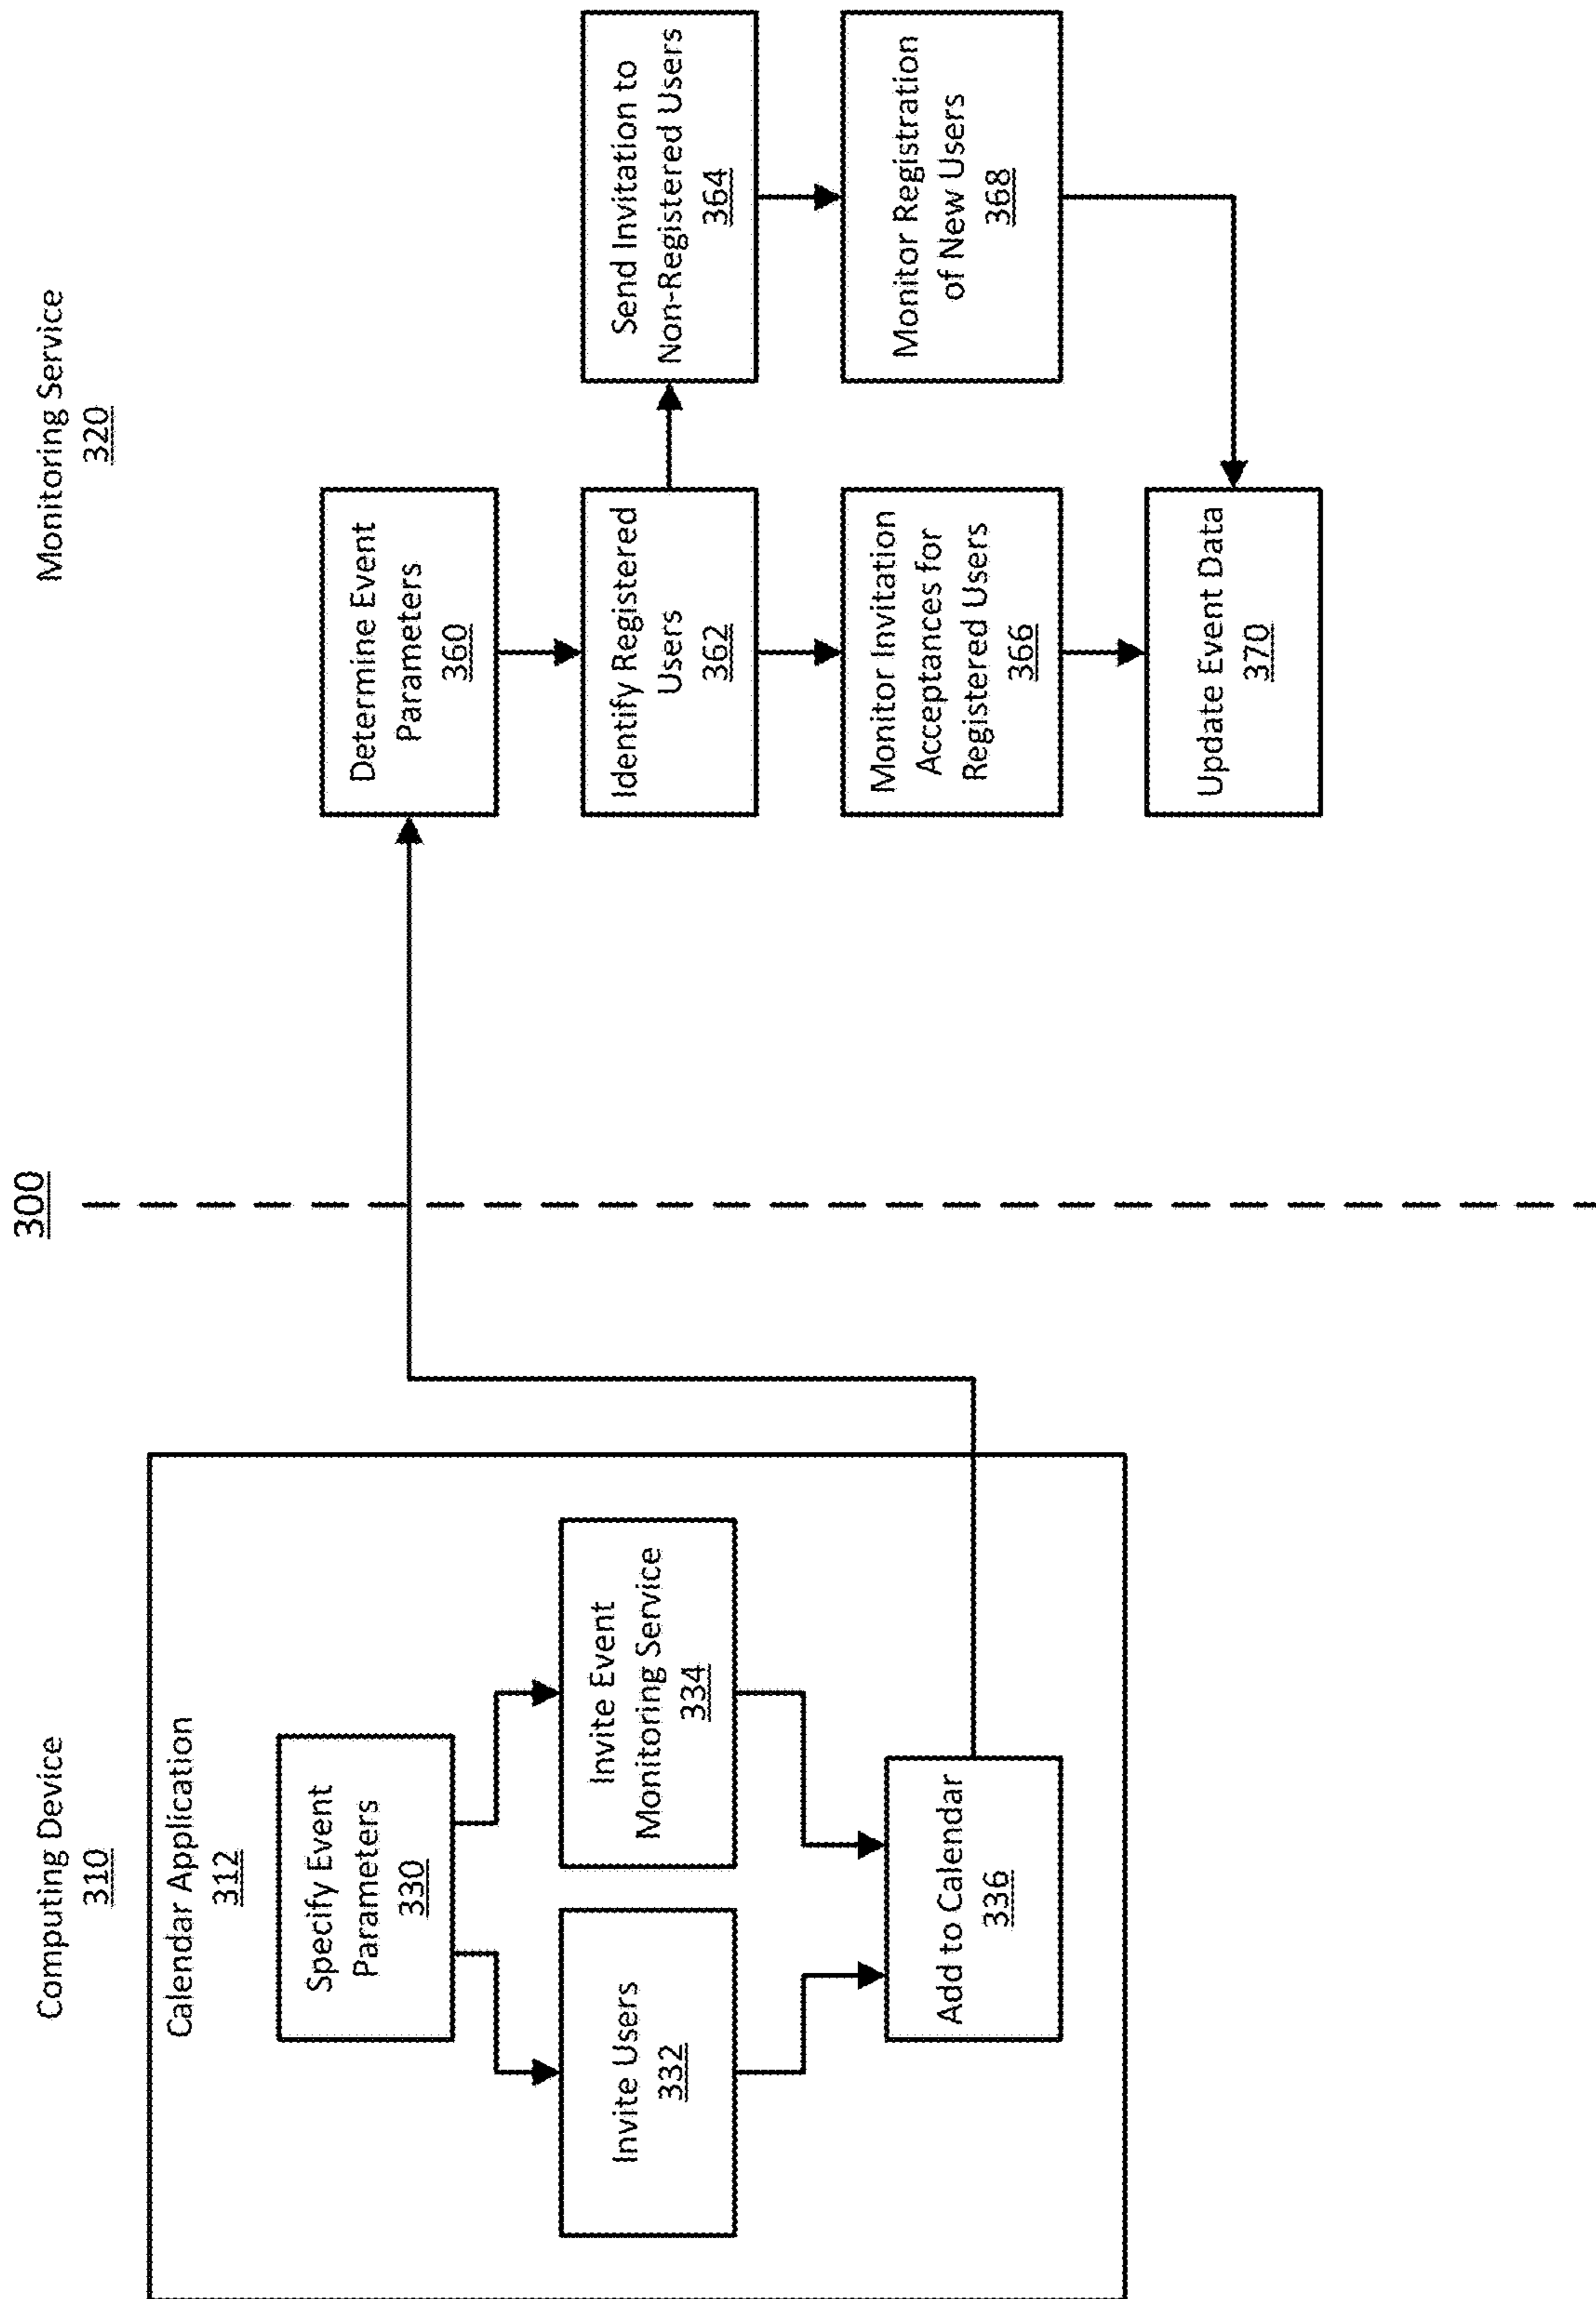 300
Computing Device
310
Calendar Application
312
Specify Event
Parameters
330
Invite Users
332
Invite Event
Monitoring Service
334
Add to Calendar
336
Monitoring Service
320
Determine Event
Parameters
360
Identify Registered
Users
362
Send Invitation to
Non-Registered Users
364
Monitor Invitation
Acceptances for
Registered Users
366
Monitor Registration
of New Users
368
Update Event Data
370